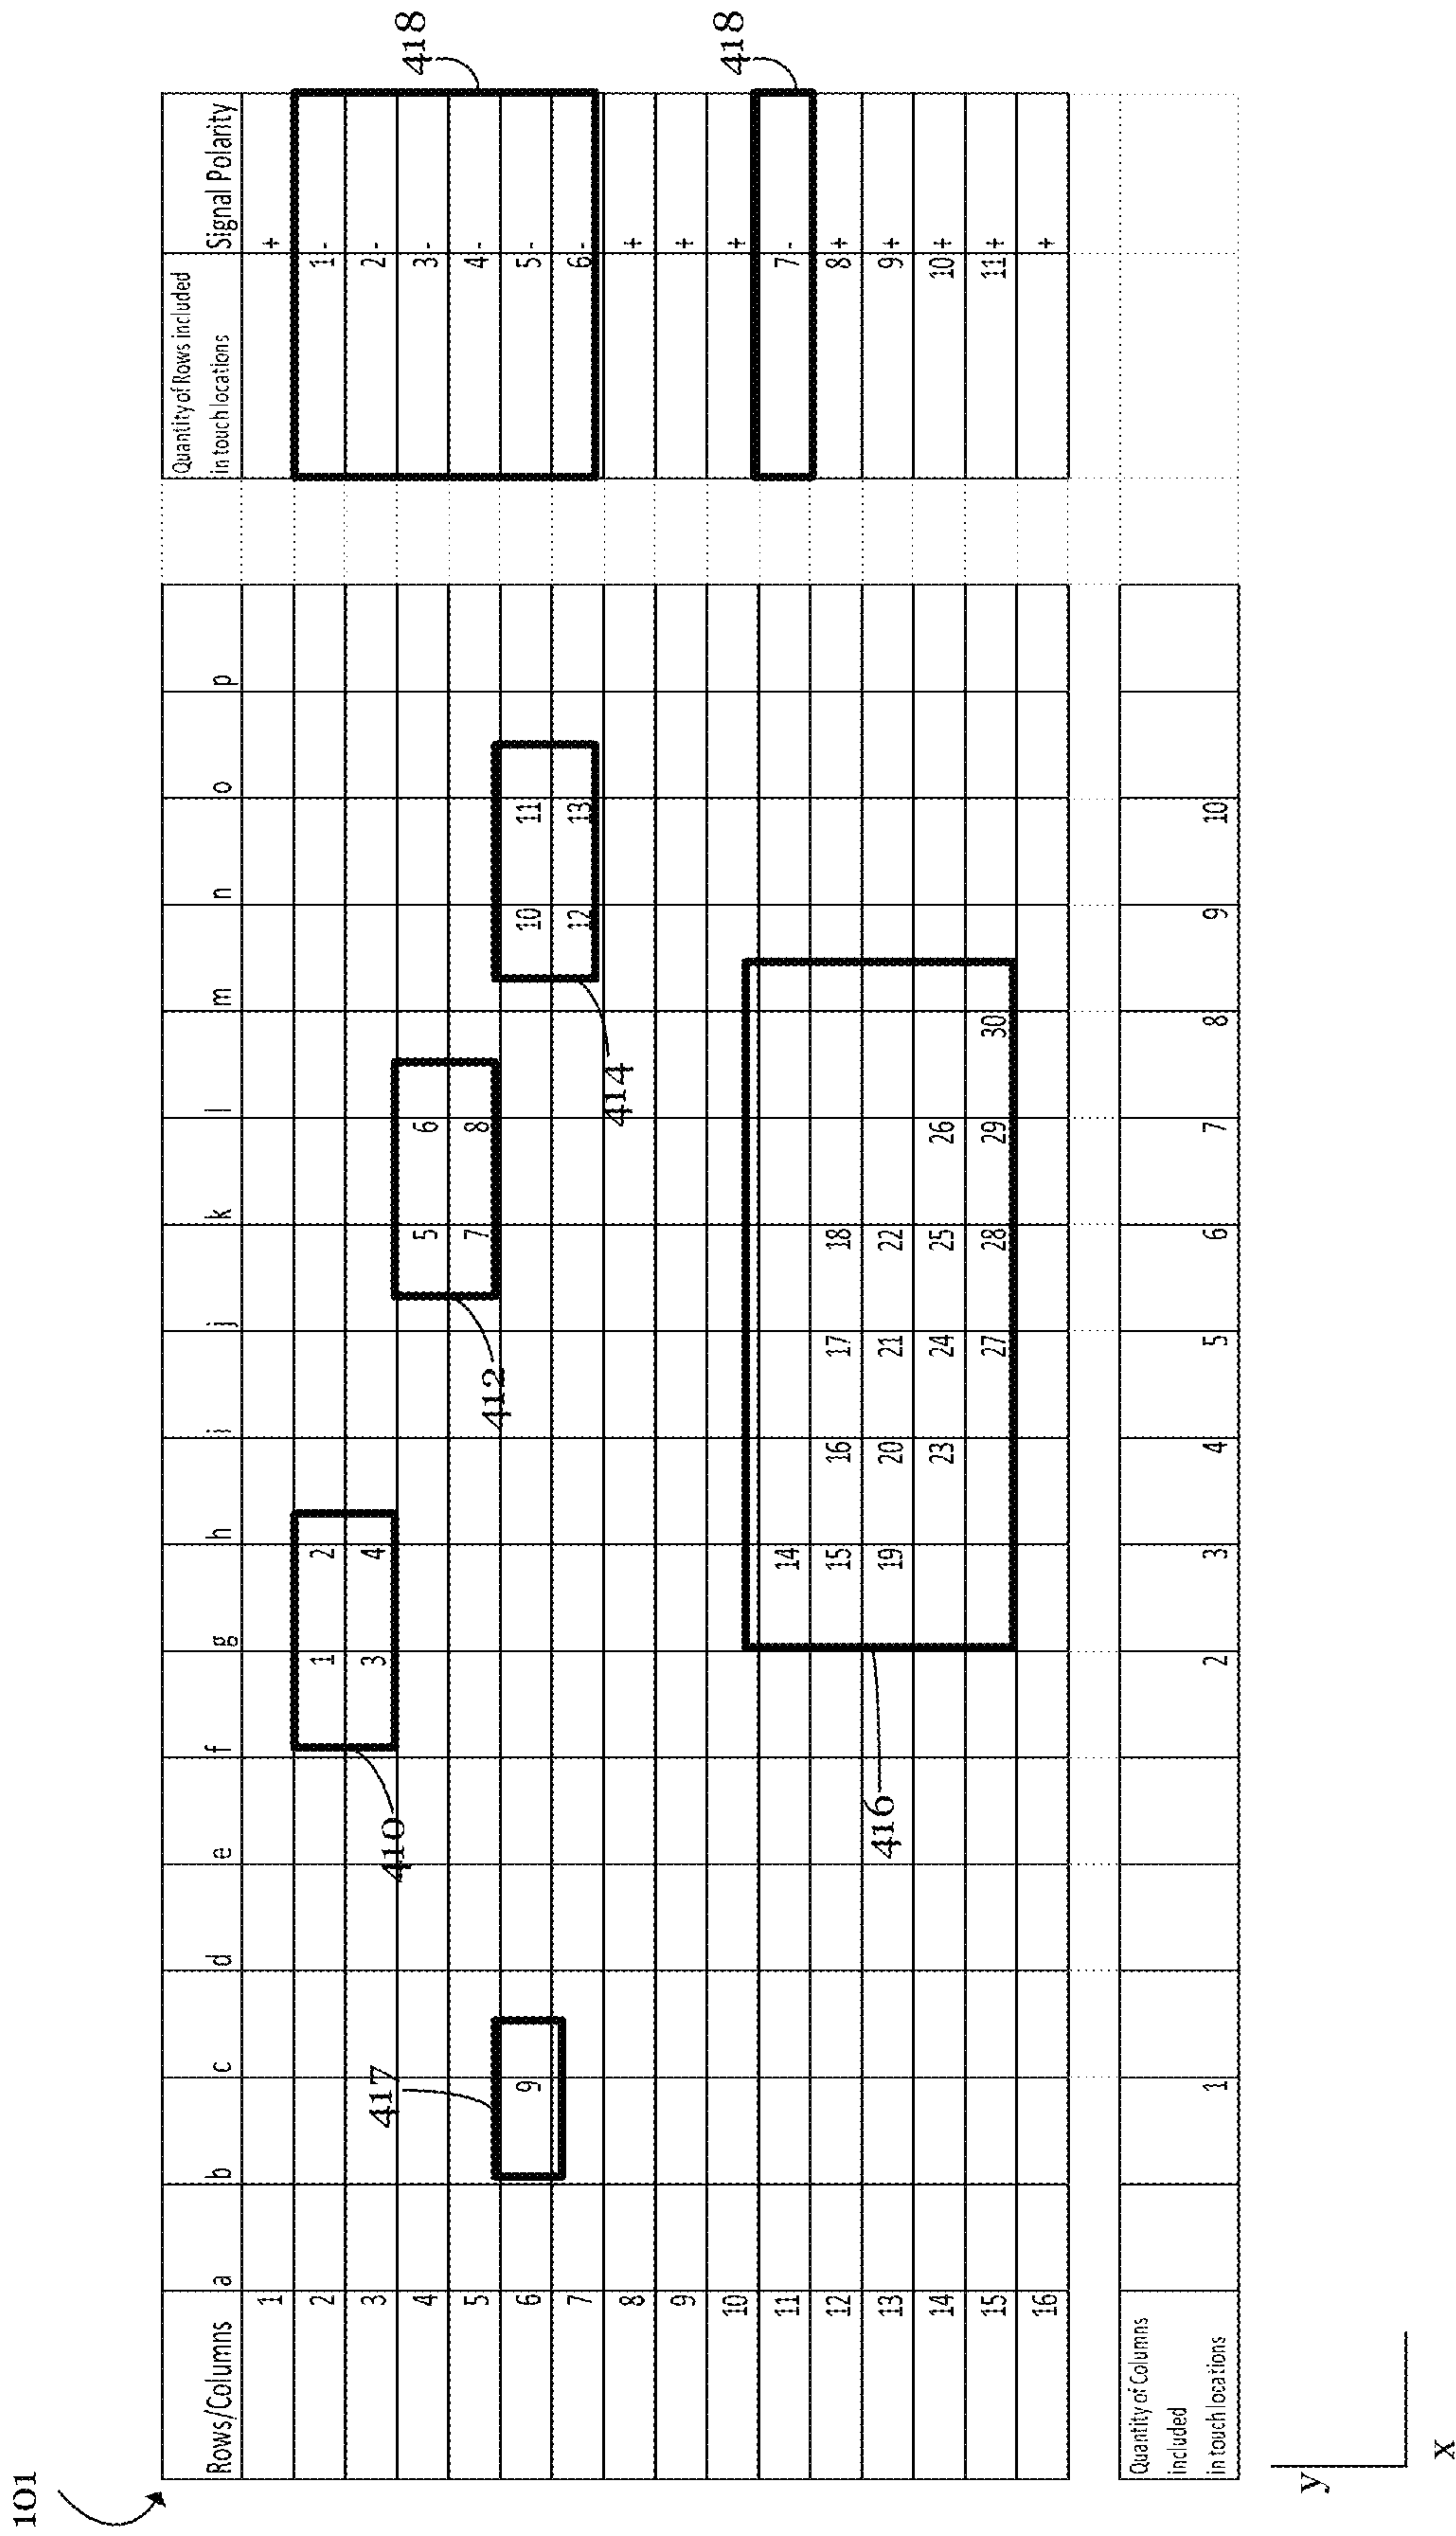 101
Rows/Columns a b c d e f g h i j k l m n o p
Quantity of Rows included
in touch locations
Signal Polarity
1 +
2 1 2 1 -
3 3 4 2 -
4 5 6 3 -
5 7 8 4 -
6 9 10 11 5 -
7 12 13 6 -
8 +
9 +
10 +
11 14 7 -
12 15 16 17 18 8 +
13 19 20 21 22 9 +
14 23 24 25 26 10 +
15 27 28 29 30 11 +
16 +
Quantity of Columns
included
in touch locations
1 2 3 4 5 6 7 8 9 10
417
410
412
414
416
418
418
y
x